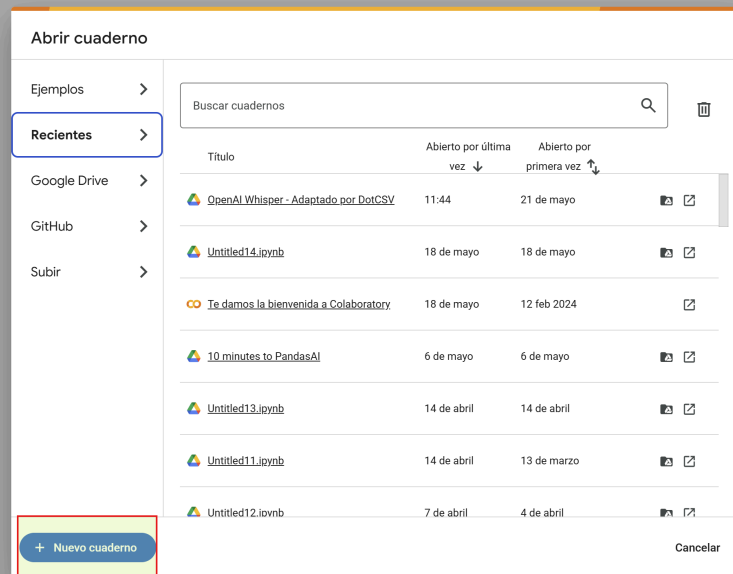 Abrir cuaderno
Ejemplos
Recientes
Google Drive
GitHub
Subir
Buscar cuadernos
Título
Abierto por última
vez
Abierto por
primera vez
OpenAI Whisper - Adaptado por DotCSV 11:44 21 de mayo
Untitled14.ipynb 18 de mayo 18 de mayo
Te damos la bienvenida a Colaboratory 18 de mayo 12 feb 2024
10 minutes to PandasAI 6 de mayo 6 de mayo
Untitled13.ipynb 14 de abril 14 de abril
Untitled11.ipynb 14 de abril 13 de marzo
Untitled12.ipynb 7 de abril 4 de abril
+ Nuevo cuaderno
Cancelar